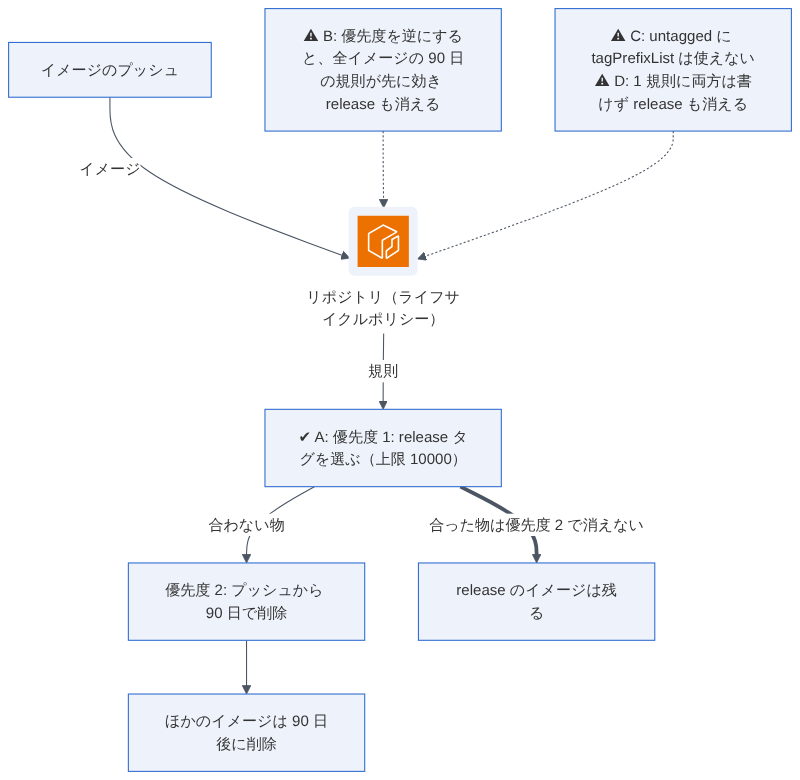 イメージのプッシュ
⚠ B: 優先度を逆にする
と、全イメージの 90 日
の規則が先に効き
release も消える
⚠ C: untagged に
tagPrefixList は使えない
⚠ D: 1 規則に両方は書
けず release も消える
イメージ
リポジトリ（ライフサ
イクルポリシー）
規則
✔ A: 優先度 1: release タ
グを選ぶ（上限 10000）
合わない物
合った物は優先度 2 で消えない
優先度 2: プッシュから
90 日で削除
release のイメージは残
る
ほかのイメージは 90 日
後に削除